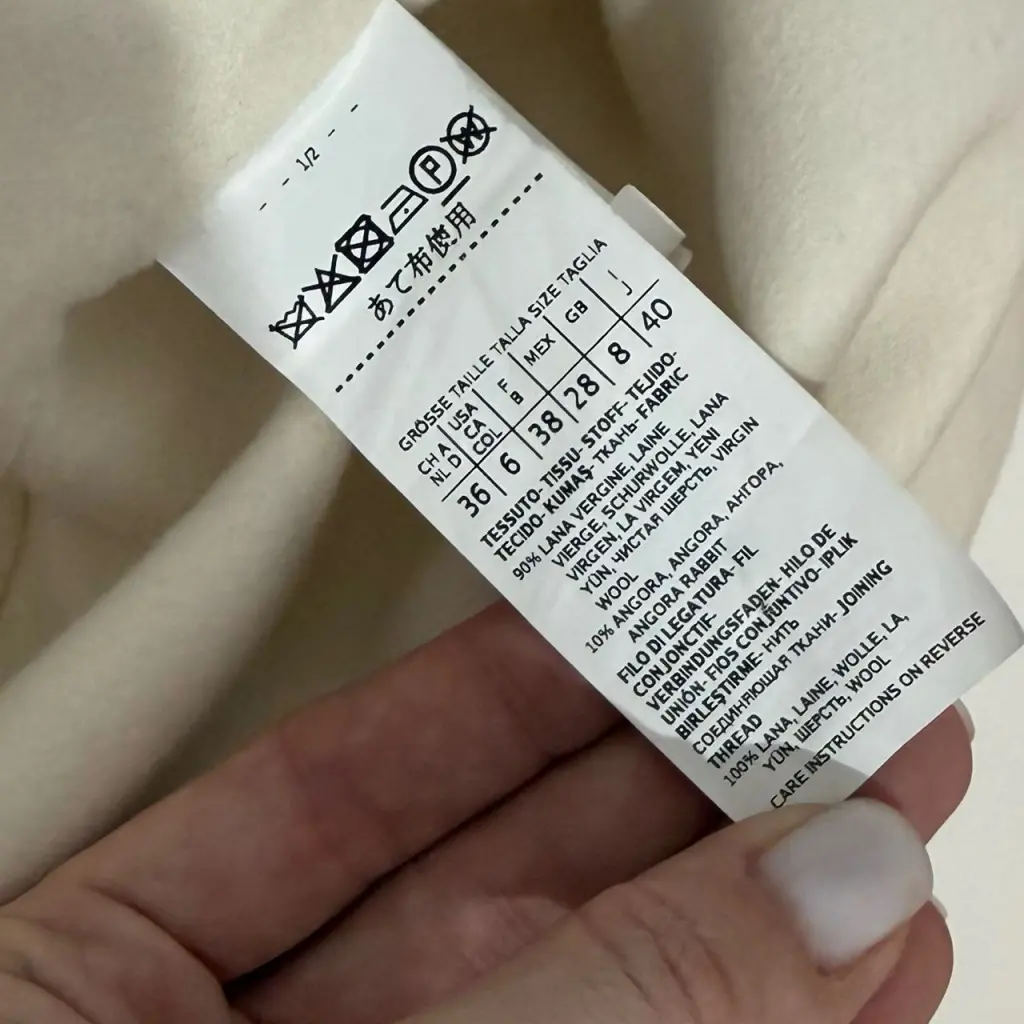 - - 1/2 - -
P
W
あて布使用
GRÖSSE TAILLE TALLA SIZE TAGLIA
CH A NL D
USA CA COL
F B
MEX
GB
J
36 6 38 28 8 40
TESSUTO- TISSU- STOFF- TEJIDO-
TECIDO- KUMAŞ- ТКАНЬ- FABRIC
90% LANA VERGINE, LAINE
VIERGE, SCHURWOLLE, LANA
VIRGEN, LA VIRGEM, YENI
YÜN, ЧИСТАЯ ШЕРСТЬ, VIRGIN
WOOL
10% ANGORA, ANGORA, АНГОРА,
ANGORA RABBIT
FILO DI LEGATURA- FIL
CONJONCTIF-
VERBINDUNGSFADEN- HILO DE
UNIÓN- FIOS CONJUNTIVO- IPLIK
BIRLEŞTIRME- НИТЬ
СОЕДИНЯЮЩАЯ ТКАНИ- JOINING
THREAD
100% LANA, LAINE, WOLLE, LA,
YÜN, ШЕРСТЬ, WOOL
CARE INSTRUCTIONS ON REVERSE